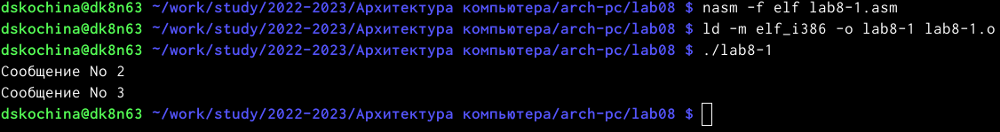 dskochina@dk8n63 ~/work/study/2022-2023/Архитектура компьютера/arch-pc/lab08 $ nasm -f elf lab8-1.asm
dskochina@dk8n63 ~/work/study/2022-2023/Архитектура компьютера/arch-pc/lab08 $ ld -m elf_i386 -o lab8-1 lab8-1.o
dskochina@dk8n63 ~/work/study/2022-2023/Архитектура компьютера/arch-pc/lab08 $ ./lab8-1
Сообщение No 2
Сообщение No 3
dskochina@dk8n63 ~/work/study/2022-2023/Архитектура компьютера/arch-pc/lab08 $